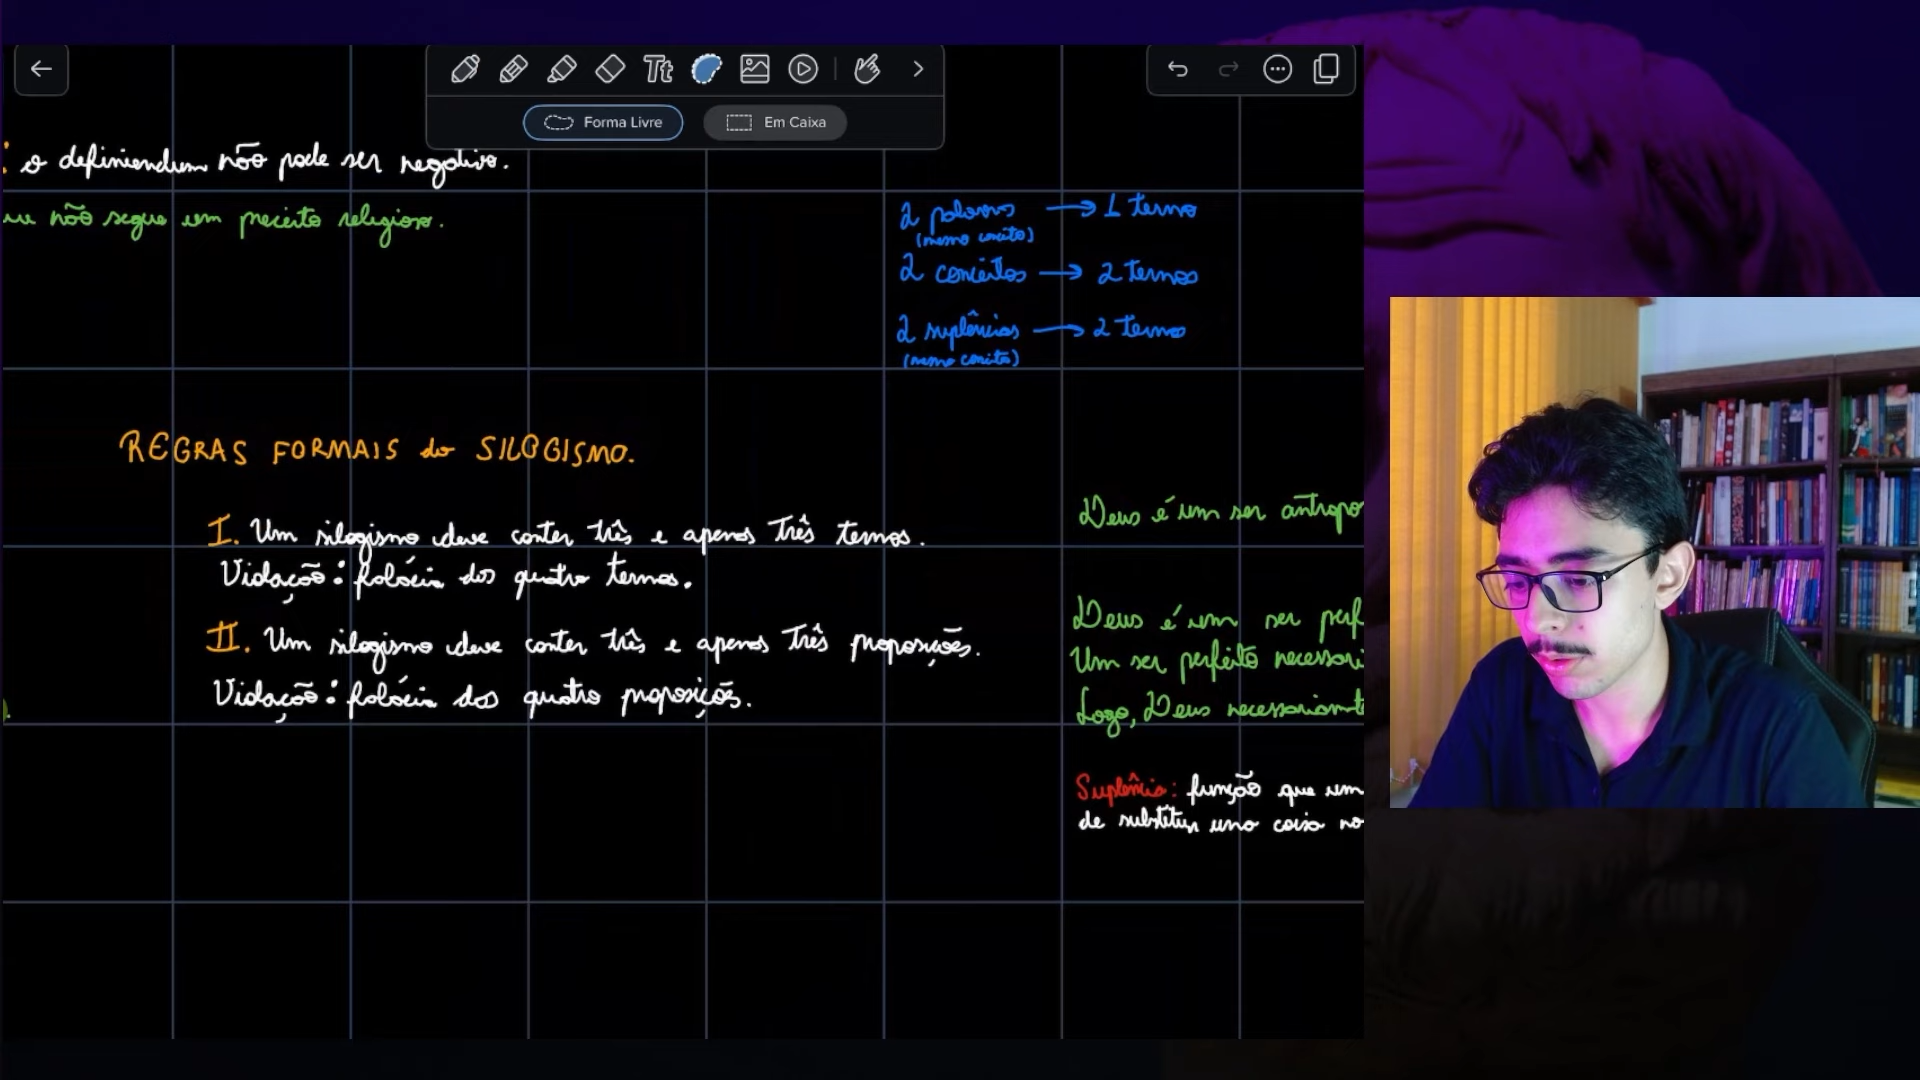 Forma Livre
Em Caixa
: o definiendum não pode ser negativo.
não segue um preceito religioso.
2 palavras → 1 termo
(mesmo conceito)
2 conceitos → 2 termos
2 suplências → 2 termos
(mesmo conceito)
REGRAS FORMAIS do SILOGISMO.
I. Um silogismo deve conter três e apenas três termos.
Violação: falácia dos quatro termos.
II. Um silogismo deve conter três e apenas três proposições.
Violação: falácia dos quatro proposições.
Deus é um ser antropo
Deus é um ser perf
Um ser perfeito necessari
Logo, Deus necessariamt
Suplência: função que um
de substituir uma coisa no